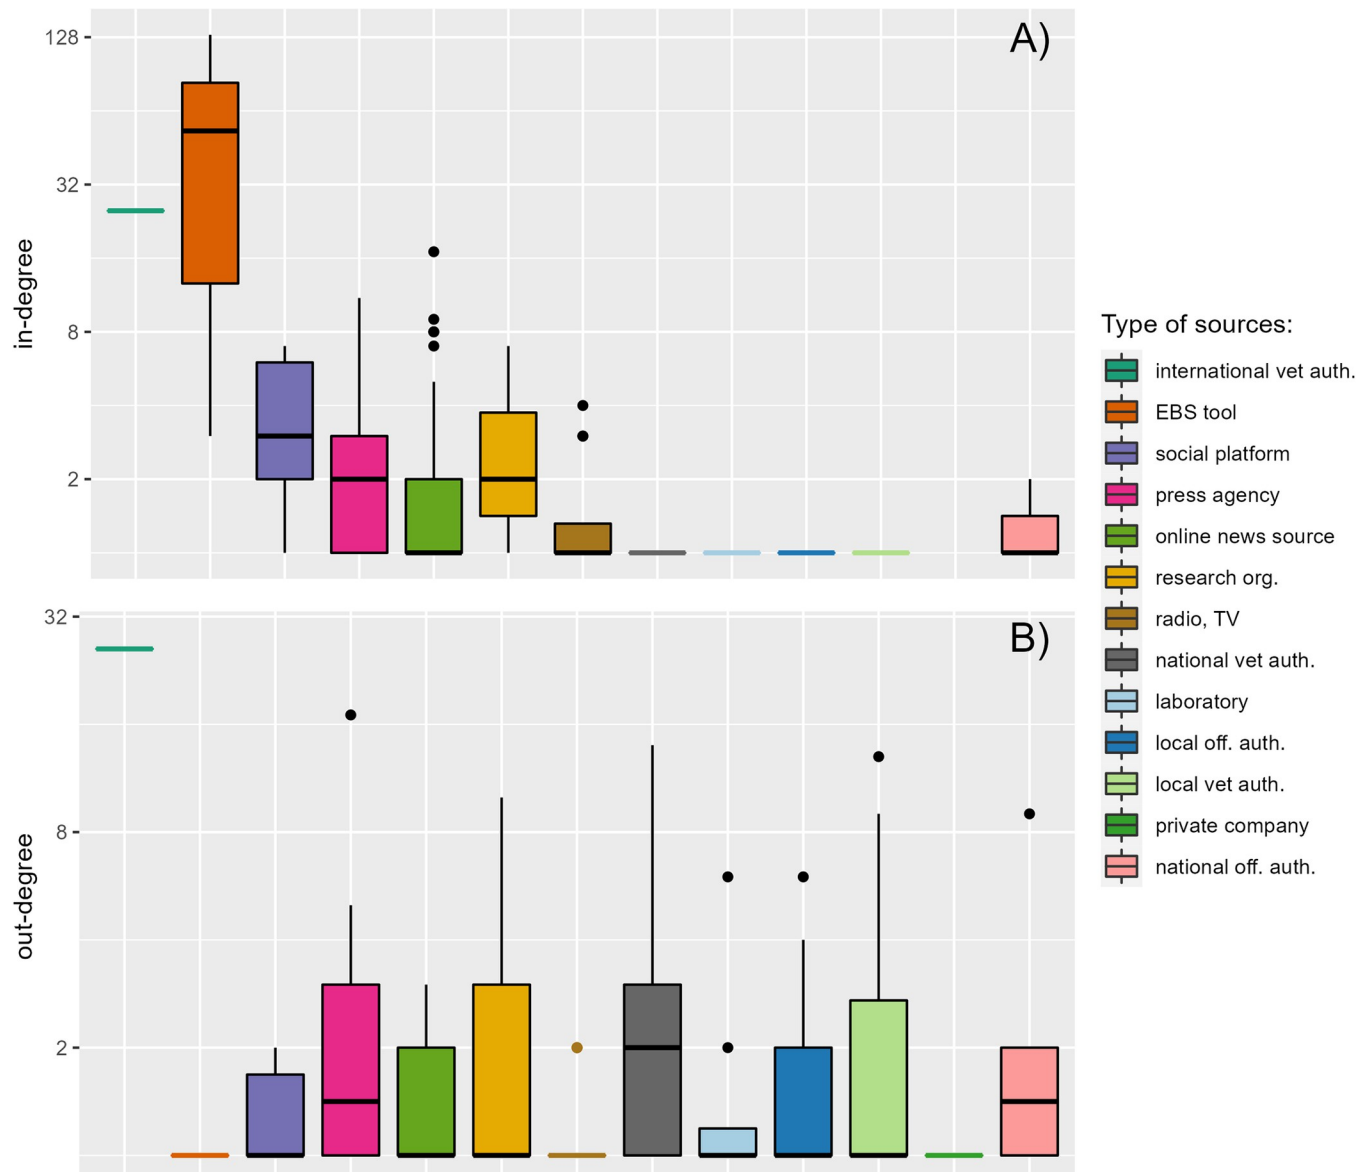 A)
128
32
8
2
in-degree
B)
32
8
2
out-degree
Type of sources:
international vet auth.
EBS tool
social platform
press agency
online news source
research org.
radio, TV
national vet auth.
laboratory
local off. auth.
local vet auth.
private company
national off. auth.